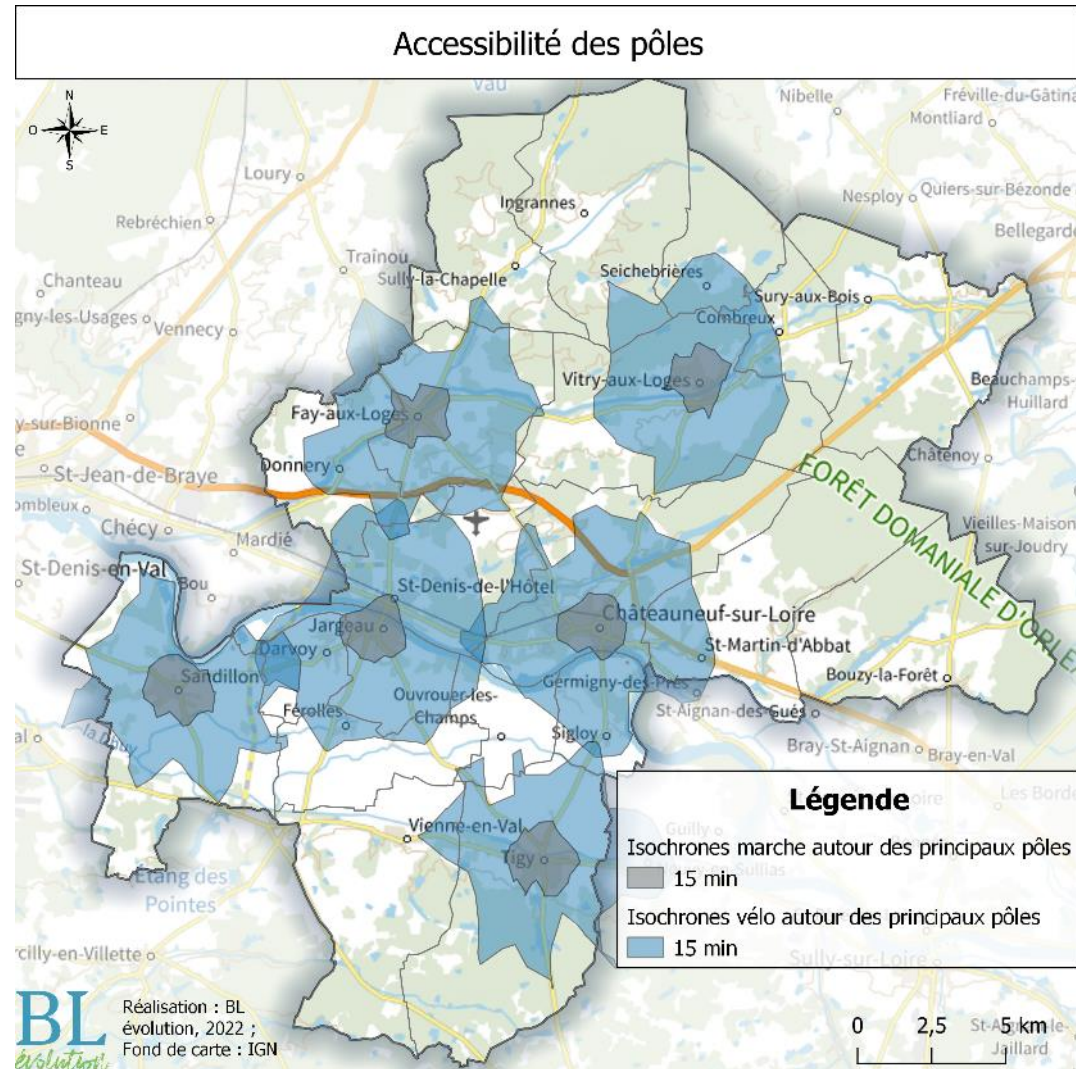 Accessibilité des pôles
Vau
N
O
E
S
Nibelle
Fréville-du-Gâtina
Montliard
Loury
Ingrannes
Nesploy
Quiers-sur-Bézonde
Rebréchien
Bellegarde
Traînou
Sully-la-Chapelle
Seichebrières
Chanteau
Sury-aux-Bois
gny-les-Usages
Vennecy
Combreux
Vitry-aux-Loges
Beauchamps-
Huillard
Fay-aux-Loges
y-sur-Bionne
e
Donnery
St-Jean-de-Braye
Châtenoy
FORÊT DOMANIALE D'ORLÉ
ombleux
Chécy
Mardié
Vieilles-Maison
sur-Joudry
St-Denis-en-Val
Bou
St-Denis-de-l'Hôtel
Châteauneuf-sur-Loire
Jargeau
Darvoy
St-Martin-d'Abbat
Sandillon
Bouzy-la-Forêt
Germigny-des-Prés
Ouvrouer-les-
Champs
Férolles
St-Aignan-des-Gués
al
Sigloy
Bray-St-Aignan
Bray-en-Val
Légende
Les Borde
Vienne-en-Val
Guilly
Isochrones marche autour des principaux pôles
Tigy
15 min
Étang des
Pointes
Isochrones vélo autour des principaux pôles
15 min
rcilly-en-Villette
Sully-sur-Loire
BL
évolution
Réalisation : BL
évolution, 2022 ;
Fond de carte : IGN
0 2,5 5 km
Jaillard